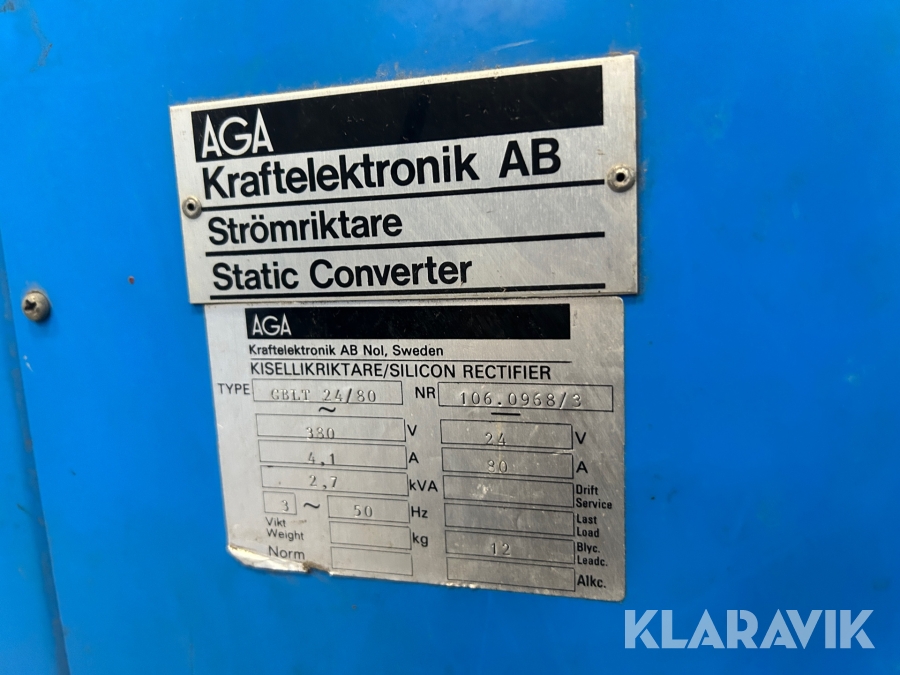 AGA
Kraftelektronik AB
Strömriktare
Static Converter
AGA
Kraftelektronik AB Nol, Sweden
KISELLIKRIKTARE/SILICON RECTIFIER
TYPE GBLT 24/80 NR 106.0968/3
~ —
380 V 24 V
4,1 A 80 A
2,7 kVA Drift Service
3 ~ 50 Hz Last Load
Vikt Weight kg 12 Blyc. Leadc.
Norm Alkc.
KLARAVIK